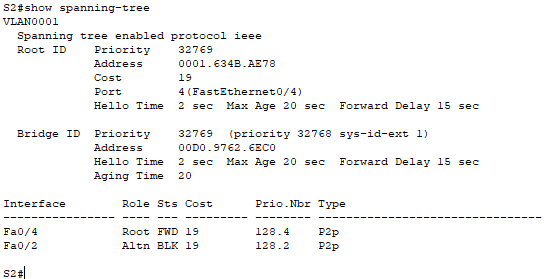 S2#show spanning-tree
VLAN0001
  Spanning tree enabled protocol ieee
  Root ID    Priority    32769
             Address     0001.634B.AE78
             Cost        19
             Port        4(FastEthernet0/4)
             Hello Time  2 sec  Max Age 20 sec  Forward Delay 15 sec

  Bridge ID  Priority    32769  (priority 32768 sys-id-ext 1)
             Address     00D0.9762.6EC0
             Hello Time  2 sec  Max Age 20 sec  Forward Delay 15 sec
             Aging Time  20

Interface        Role Sts Cost      Prio.Nbr Type
---------------- ---- --- --------- -------- --------------------------------
Fa0/4            Root FWD 19        128.4    P2p
Fa0/2            Altn BLK 19        128.2    P2p

S2#